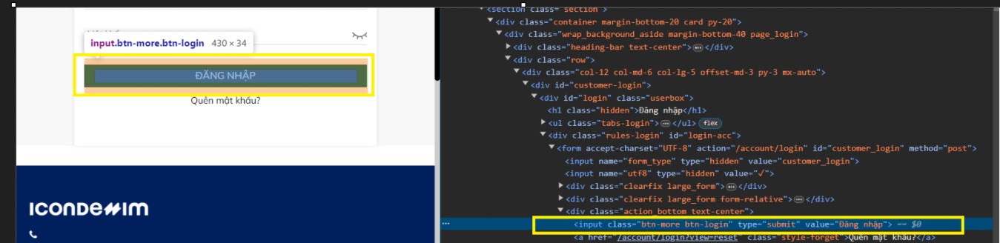 input.btn-more.btn-login 430 × 34
ĐĂNG NHẬP
Quên mật khẩu?
ICONDENIM
<section class="section">
<div class="container margin-bottom-20 card py-20">
<div class="wrap_background_aside margin-bottom-40 page_login">
<div class="heading-bar text-center">…</div>
<div class="row">
<div class="col-12 col-md-6 col-lg-5 offset-md-3 py-3 mx-auto">
<div id="customer-login">
<div id="login" class="userbox">
<h1 class="hidden">Đăng nhập</h1>
<ul class="tabs-login">…</ul> flex
<div class="rules-login" id="login-acc">
<form accept-charset="UTF-8" action="/account/login" id="customer_login" method="post">
<input name="form_type" type="hidden" value="customer_login">
<input name="utf8" type="hidden" value="✓">
<div class="clearfix large_form">…</div>
<div class="clearfix large_form form-relative">…</div>
<div class="action_bottom text-center">
… <input class="btn-more btn-login" type="submit" value="Đăng nhập"> == $0
<a href="/account/login?view=reset" class="style-forget">Quên mật khẩu?</a>